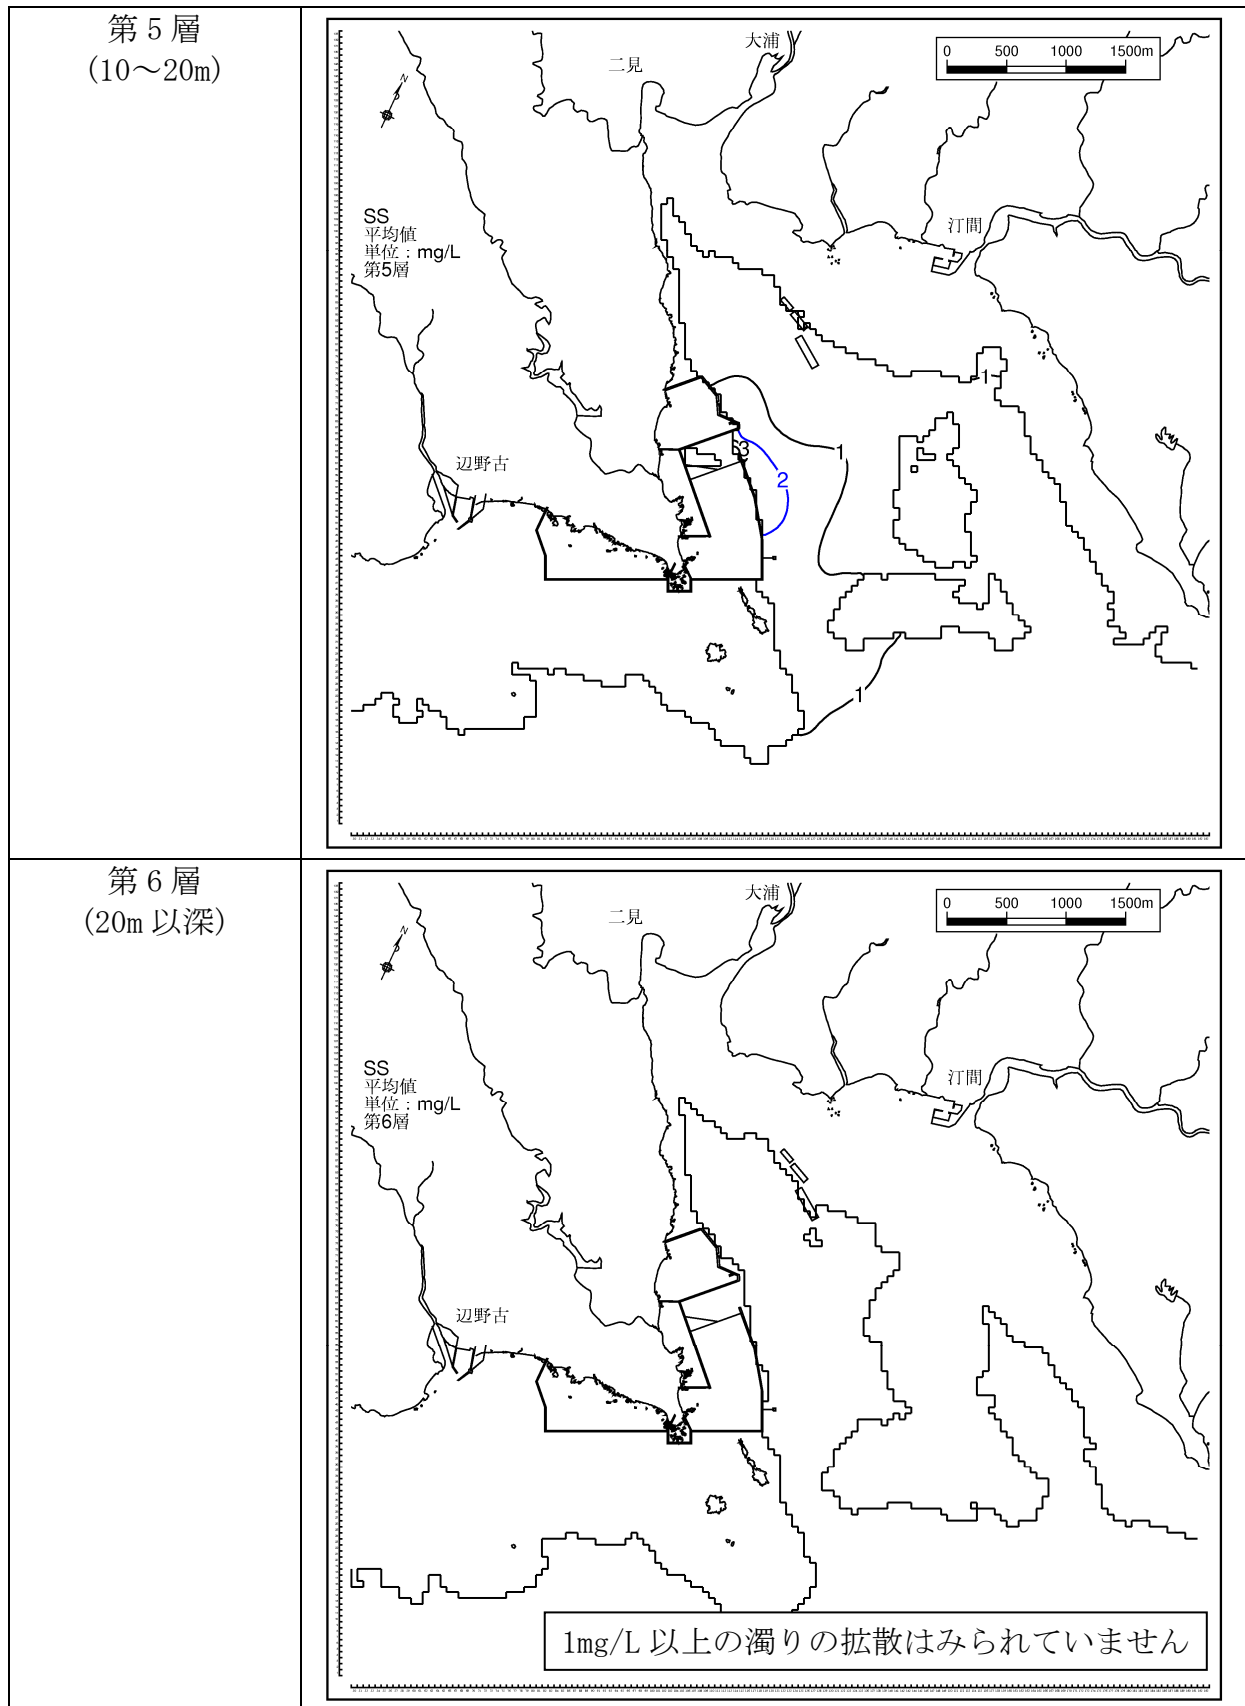 第5層
(10～20m)
大浦
二見
0 500 1000 1500m
N
SS
平均値
単位：mg/L
第5層
汀間
辺野古
1
1
3
2
1
第6層
(20m 以深)
大浦
二見
0 500 1000 1500m
N
SS
平均値
単位：mg/L
第6層
汀間
辺野古
1mg/L 以上の濁りの拡散はみられていません